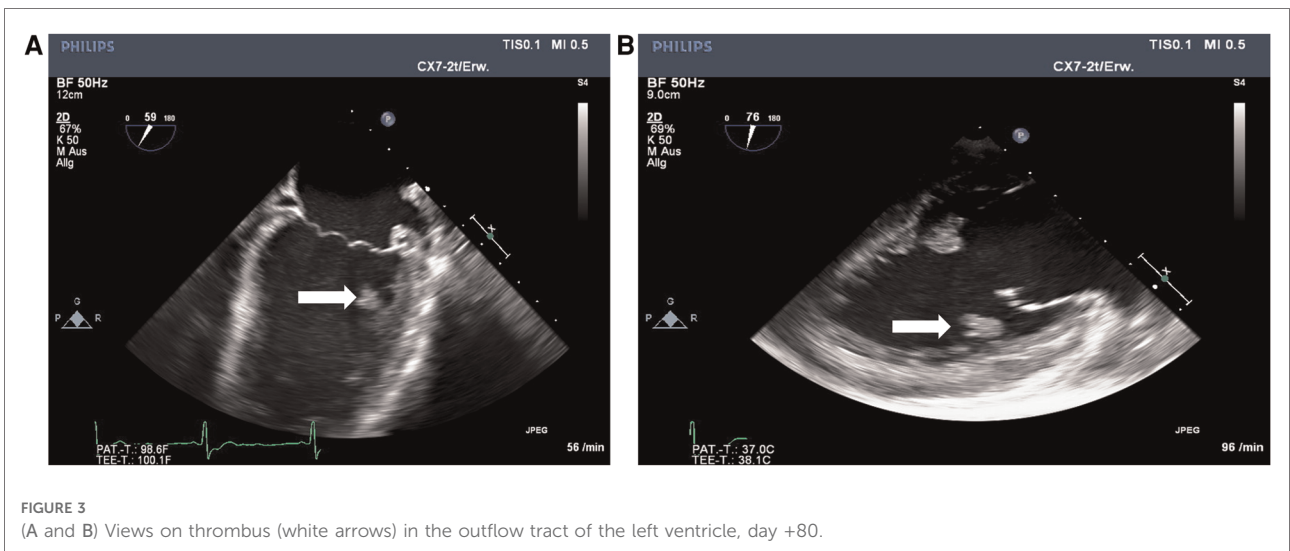 A
PHILIPS
TIS0.1 MI 0.5
CX7-2t/Erw.
BF 50Hz
12cm
S4
2D
67%
K 50
M Aus
Allg
0 59 180
P
G
P R
x
JPEG
PAT.-T.: 98.6F
TEE-T.: 100.1F
56 /min
B
PHILIPS
TIS0.1 MI 0.5
CX7-2t/Erw.
BF 50Hz
9.0cm
S4
2D
69%
K 50
M Aus
Allg
0 76 180
P
G
P R
x
JPEG
PAT.-T.: 37.0C
TEE-T.: 38.1C
96 /min
FIGURE 3
(A and B) Views on thrombus (white arrows) in the outflow tract of the left ventricle, day +80.